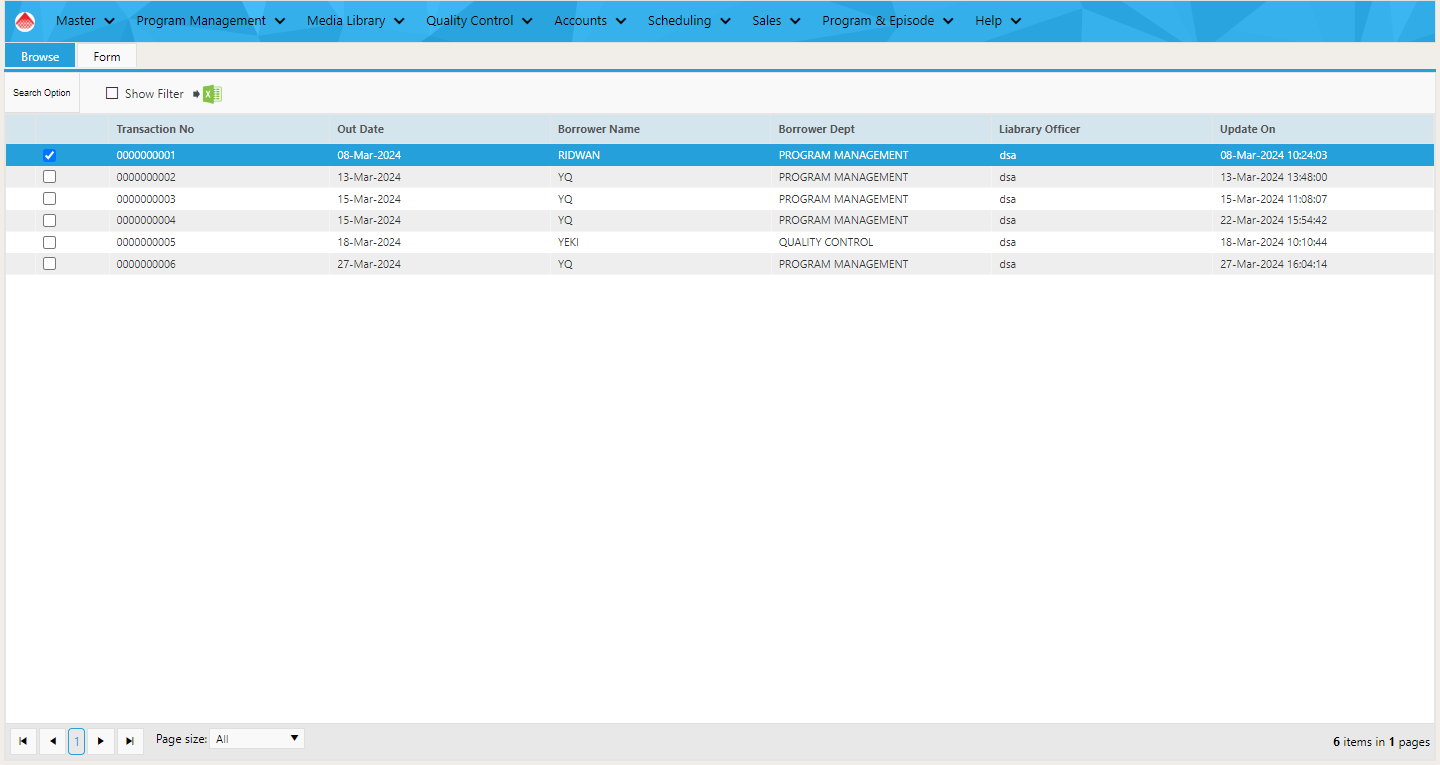 Master Program Management Media Library Quality Control Accounts Scheduling Sales Program & Episode Help
Browse Form
Search Option Show Filter
Transaction No Out Date Borrower Name Borrower Dept Liabrary Officer Update On
0000000001 08-Mar-2024 RIDWAN PROGRAM MANAGEMENT dsa 08-Mar-2024 10:24:03
0000000002 13-Mar-2024 YQ PROGRAM MANAGEMENT dsa 13-Mar-2024 13:48:00
0000000003 15-Mar-2024 YQ PROGRAM MANAGEMENT dsa 15-Mar-2024 11:08:07
0000000004 15-Mar-2024 YQ PROGRAM MANAGEMENT dsa 22-Mar-2024 15:54:42
0000000005 18-Mar-2024 YEKI QUALITY CONTROL dsa 18-Mar-2024 10:10:44
0000000006 27-Mar-2024 YQ PROGRAM MANAGEMENT dsa 27-Mar-2024 16:04:14
1 Page size: All 6 items in 1 pages